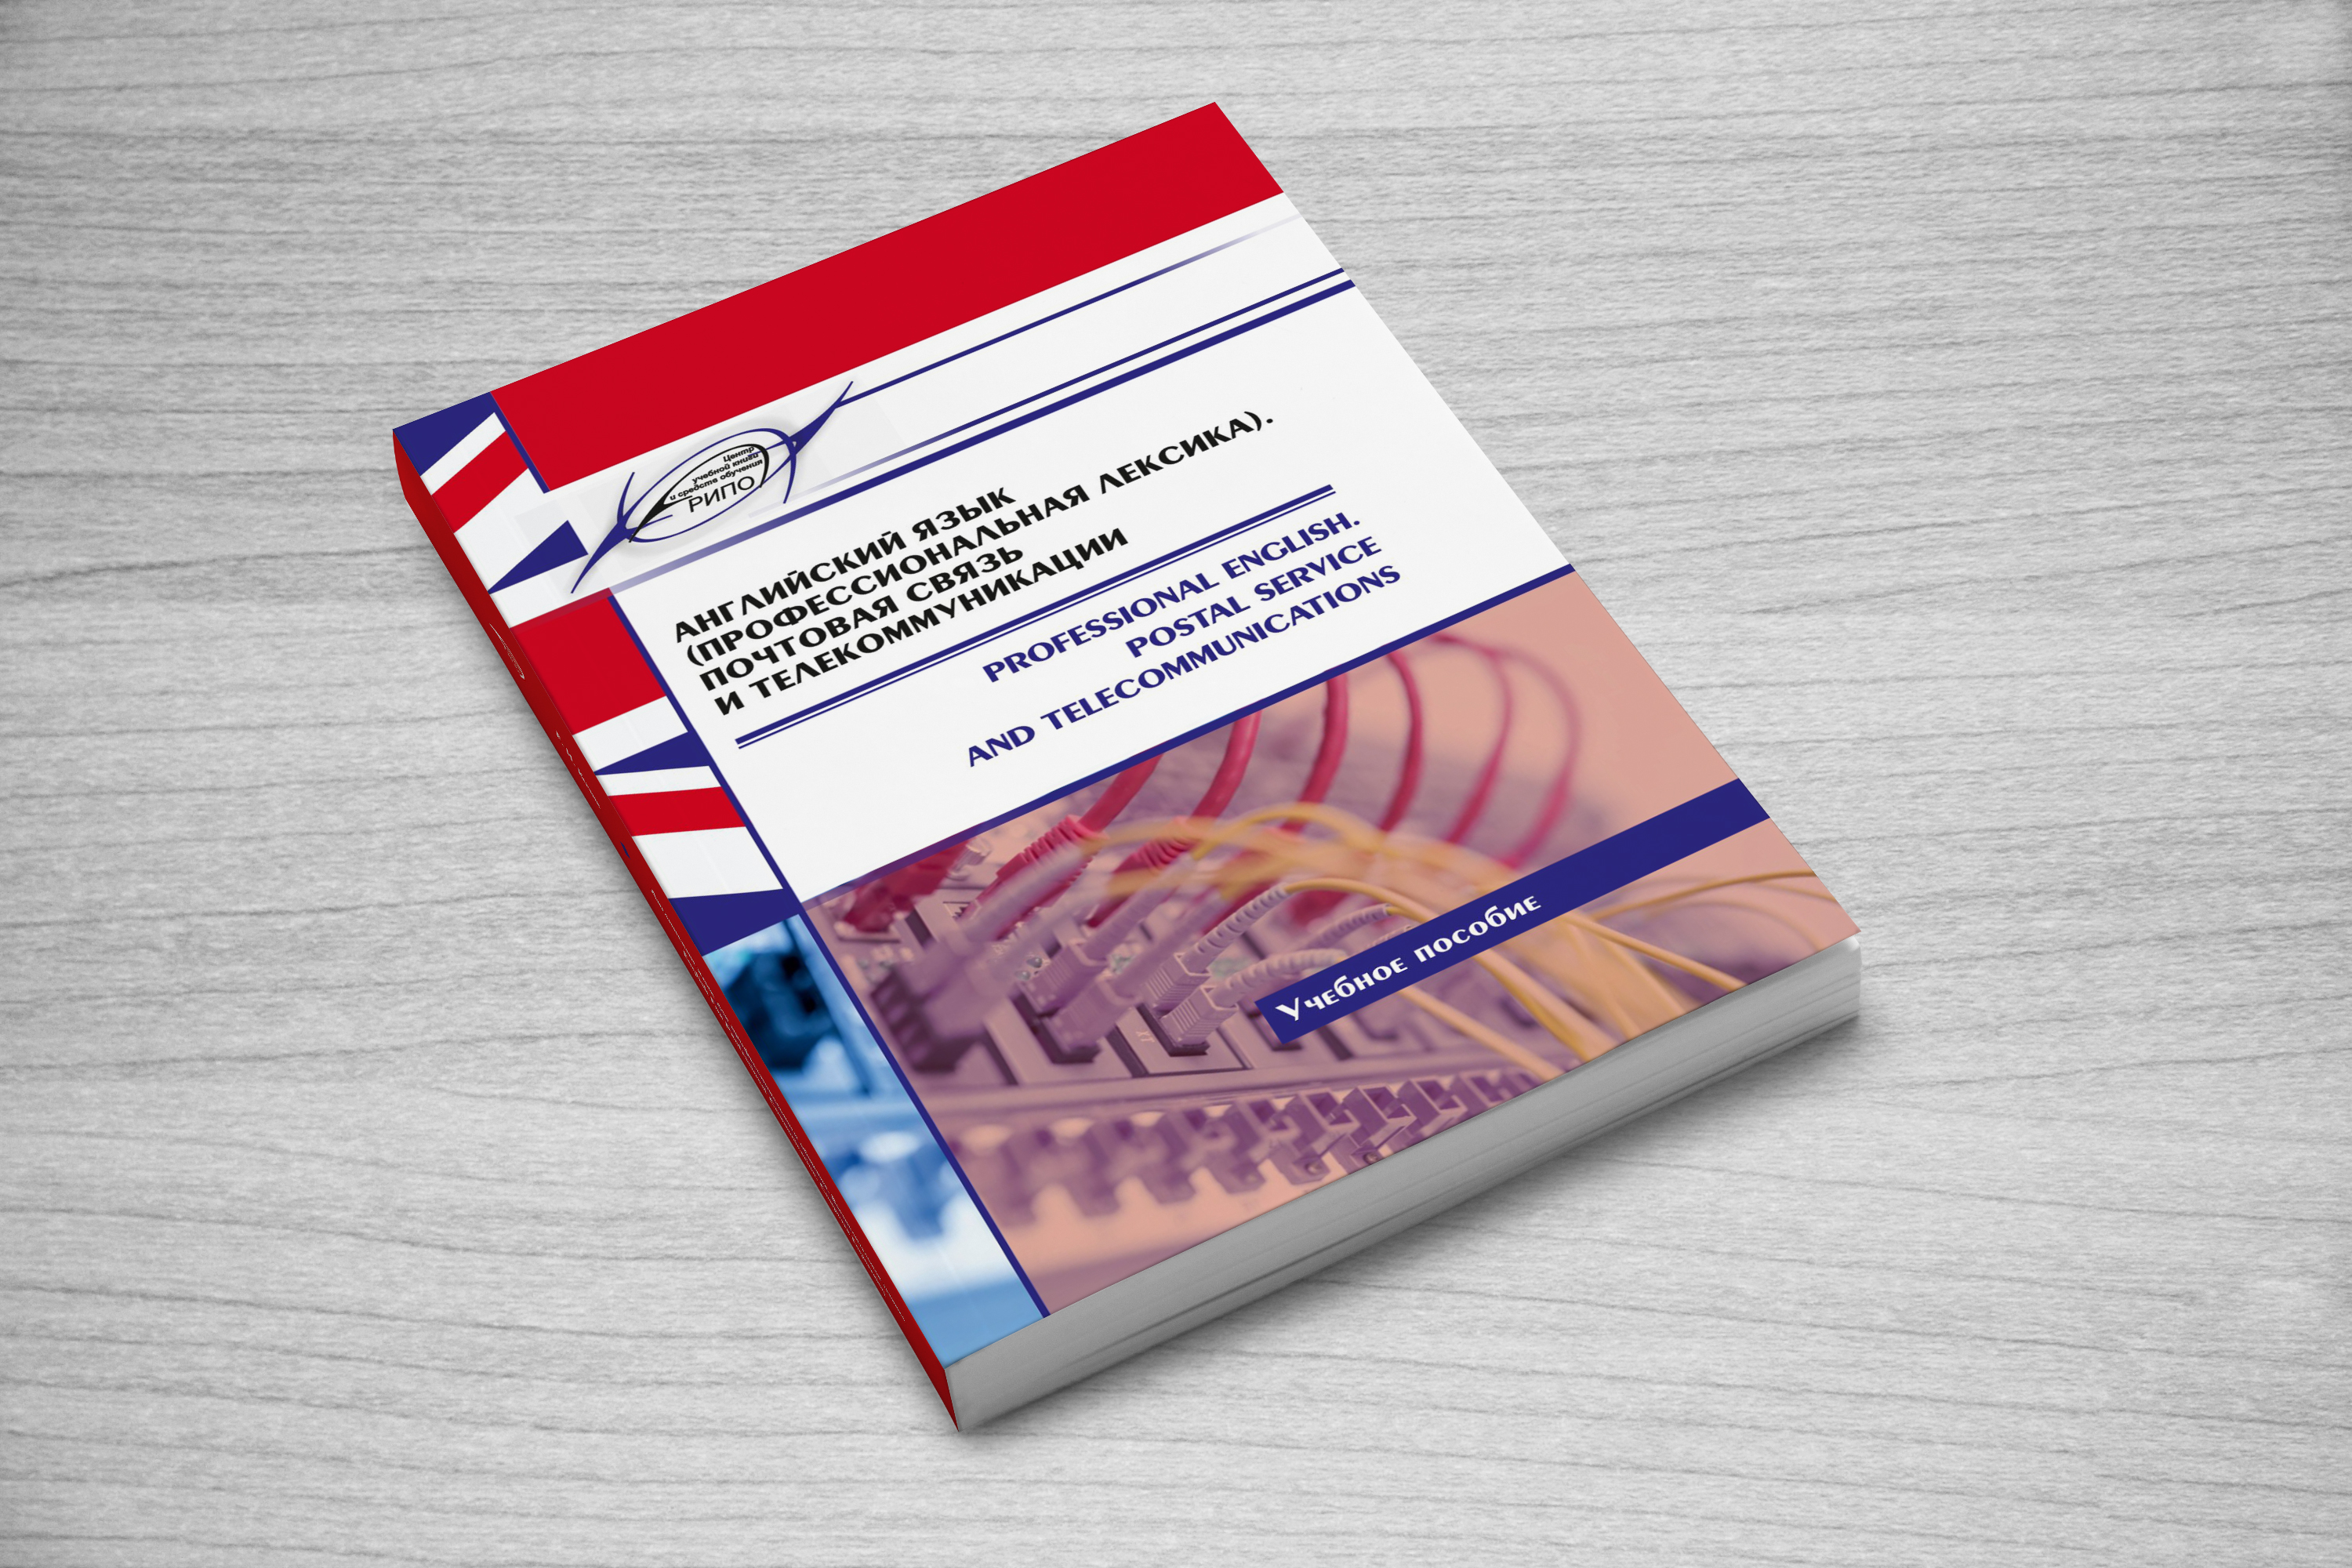 Центр
учебной книги
и средств обучения
РИПО
АНГЛИЙСКИЙ ЯЗЫК
(ПРОФЕССИОНАЛЬНАЯ ЛЕКСИКА).
ПОЧТОВАЯ СВЯЗЬ
И ТЕЛЕКОММУНИКАЦИИ
PROFESSIONAL ENGLISH.
POSTAL SERVICE
AND TELECOMMUNICATIONS
Учебное пособие